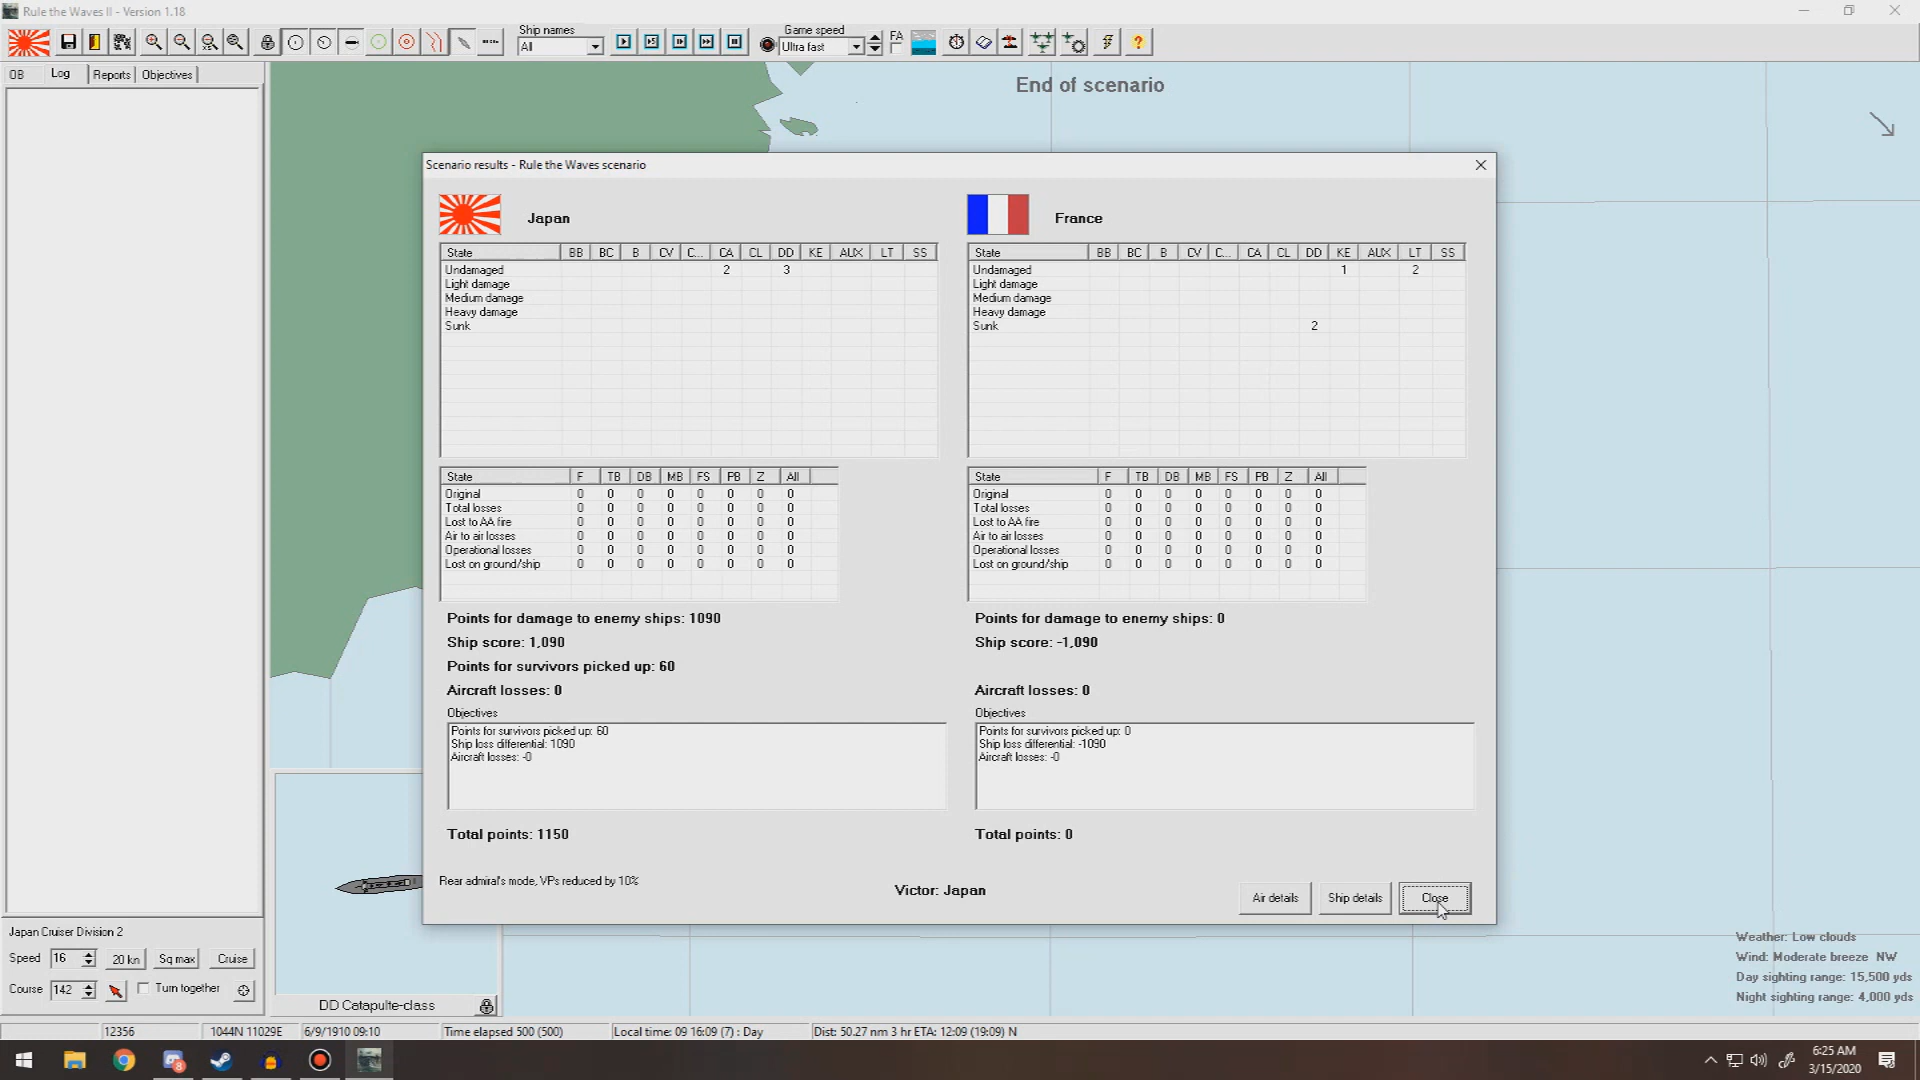 Rule the Waves II - Version 1.18
Ship names
Game speed
All
Ultra fast
FA
OB Log Reports Objectives
End of scenario
Scenario results - Rule the Waves scenario
Japan
State BB BC B CV C... CA CL DD KE AUX LT SS
Undamaged 2 3
Light damage
Medium damage
Heavy damage
Sunk
State F TB DB MB FS PB Z All
Original 0 0 0 0 0 0 0 0
Total losses 0 0 0 0 0 0 0 0
Lost to AA fire 0 0 0 0 0 0 0 0
Air to air losses 0 0 0 0 0 0 0 0
Operational losses 0 0 0 0 0 0 0 0
Lost on ground/ship 0 0 0 0 0 0 0 0
Points for damage to enemy ships: 1090
Ship score: 1,090
Points for survivors picked up: 60
Aircraft losses: 0
Objectives
Points for survivors picked up: 60
Ship loss differential: 1090
Aircraft losses: -0
Total points: 1150
France
State BB BC B CV C... CA CL DD KE AUX LT SS
Undamaged 1 2
Light damage
Medium damage
Heavy damage
Sunk 2
State F TB DB MB FS PB Z All
Original 0 0 0 0 0 0 0 0
Total losses 0 0 0 0 0 0 0 0
Lost to AA fire 0 0 0 0 0 0 0 0
Air to air losses 0 0 0 0 0 0 0 0
Operational losses 0 0 0 0 0 0 0 0
Lost on ground/ship 0 0 0 0 0 0 0 0
Points for damage to enemy ships: 0
Ship score: -1,090
Aircraft losses: 0
Objectives
Points for survivors picked up: 0
Ship loss differential: -1090
Aircraft losses: -0
Total points: 0
Rear admiral's mode, VPs reduced by 10%
Victor: Japan
Air details
Ship details
Close
Japan Cruiser Division 2
Speed 16 20 kn Sq max Cruise
Course 142 Turn together
DD Catapulte-class
Weather: Low clouds
Wind: Moderate breeze NW
Day sighting range: 15,500 yds
Night sighting range: 4,000 yds
12356 1044N 11029E 6/9/1910 09:10 Time elapsed 500 (500) Local time: 09 16:09 (7) : Day Dist: 50.27 nm 3 hr ETA: 12:09 (19:09) N
8
6:25 AM
3/15/2020